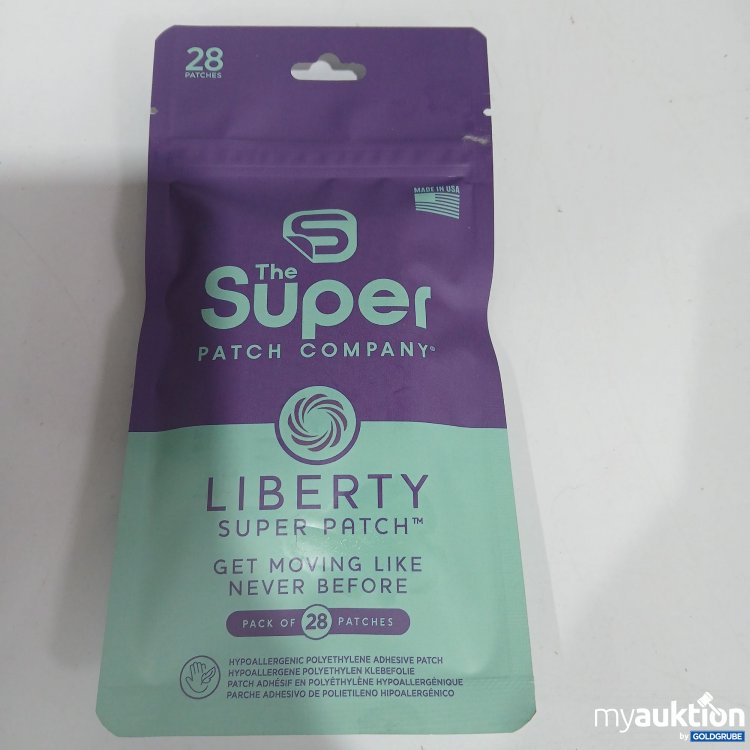 28
PATCHES
MADE IN USA
The
Super
PATCH COMPANY®
LIBERTY
SUPER PATCH™
GET MOVING LIKE
NEVER BEFORE
PACK OF 28 PATCHES
HYPOALLERGENIC POLYETHYLENE ADHESIVE PATCH
HYPOALLERGENE POLYETHYLEN KLEBEFOLIE
PATCH ADHÉSIF EN POLYÉTHYLÈNE HYPOALLERGÉNIQUE
PARCHE ADHESIVO DE POLIETILENO HIPOALERGÉNICO
myauktion
by GOLDGRUBE